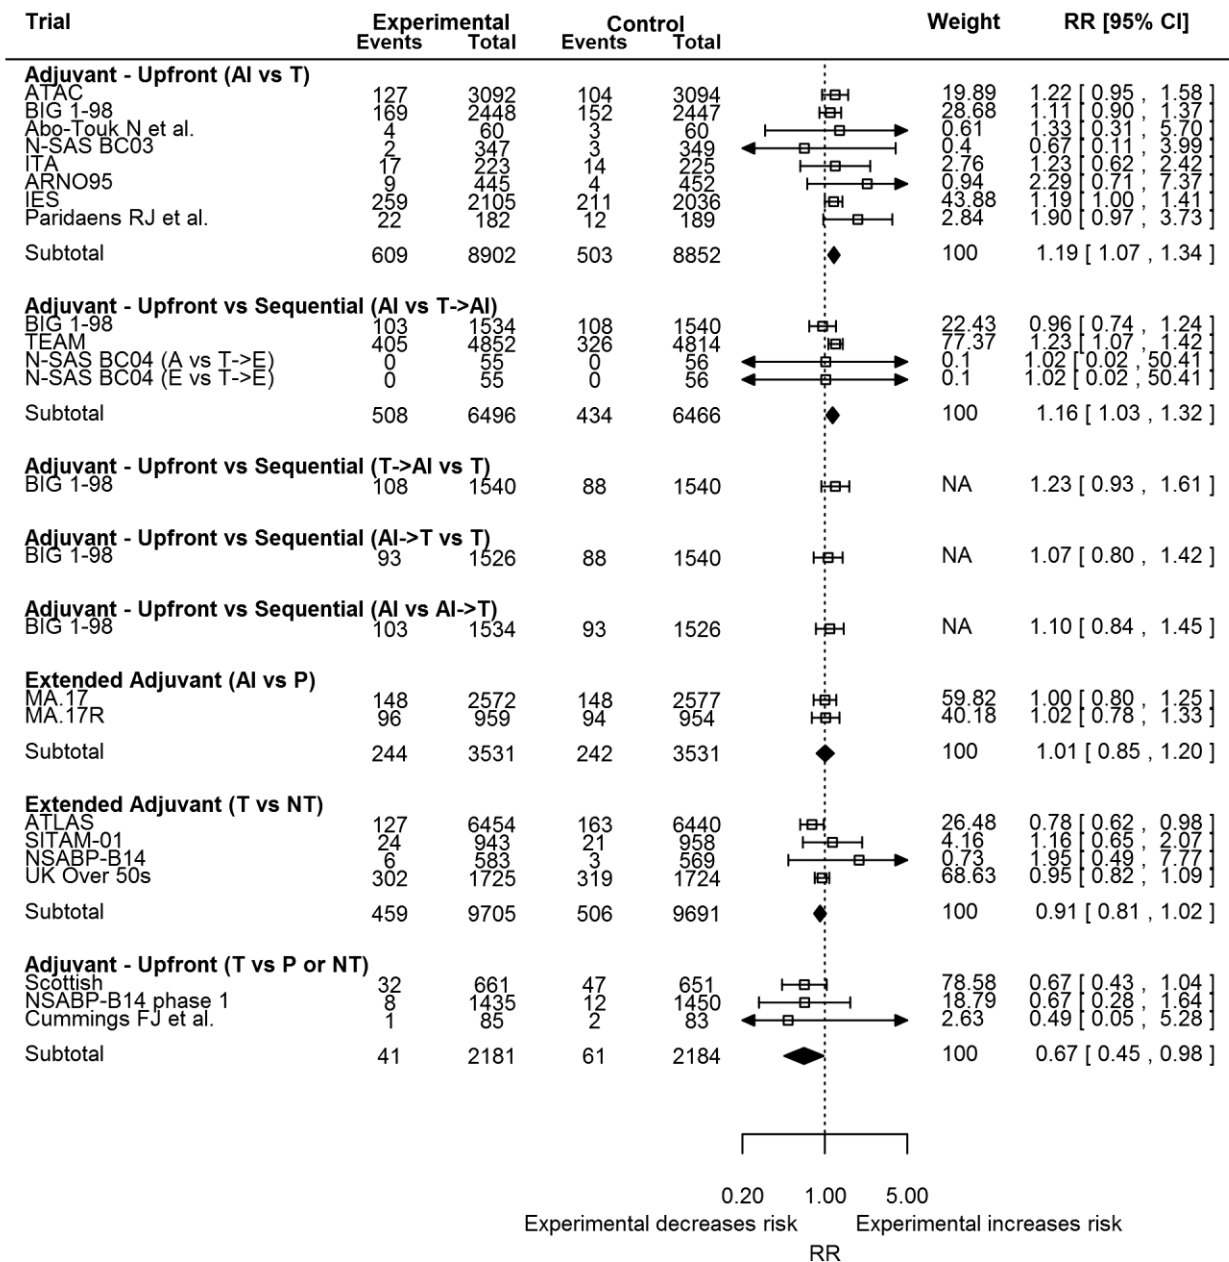 Trial Experimental Control Weight RR [95% CI]
Events Total Events Total
Adjuvant - Upfront (AI vs T)
ATAC 127 3092 104 3094 19.89 1.22 [ 0.95 , 1.58 ]
BIG 1-98 169 2448 152 2447 28.68 1.11 [ 0.90 , 1.37 ]
Abo-Touk N et al. 4 60 3 60 0.61 1.33 [ 0.31 , 5.70 ]
N-SAS BC03 2 347 3 349 0.4 0.67 [ 0.11 , 3.99 ]
ITA 17 223 14 225 2.76 1.23 [ 0.62 , 2.42 ]
ARNO95 9 445 4 452 0.94 2.29 [ 0.71 , 7.37 ]
IES 259 2105 211 2036 43.88 1.19 [ 1.00 , 1.41 ]
Paridaens RJ et al. 22 182 12 189 2.84 1.90 [ 0.97 , 3.73 ]
Subtotal 609 8902 503 8852 100 1.19 [ 1.07 , 1.34 ]
Adjuvant - Upfront vs Sequential (AI vs T->AI)
BIG 1-98 103 1534 108 1540 22.43 0.96 [ 0.74 , 1.24 ]
TEAM 405 4852 326 4814 77.37 1.23 [ 1.07 , 1.42 ]
N-SAS BC04 (A vs T->E) 0 55 0 56 0.1 1.02 [ 0.02 , 50.41 ]
N-SAS BC04 (E vs T->E) 0 55 0 56 0.1 1.02 [ 0.02 , 50.41 ]
Subtotal 508 6496 434 6466 100 1.16 [ 1.03 , 1.32 ]
Adjuvant - Upfront vs Sequential (T->AI vs T)
BIG 1-98 108 1540 88 1540 NA 1.23 [ 0.93 , 1.61 ]
Adjuvant - Upfront vs Sequential (AI->T vs T)
BIG 1-98 93 1526 88 1540 NA 1.07 [ 0.80 , 1.42 ]
Adjuvant - Upfront vs Sequential (AI vs AI->T)
BIG 1-98 103 1534 93 1526 NA 1.10 [ 0.84 , 1.45 ]
Extended Adjuvant (AI vs P)
MA.17 148 2572 148 2577 59.82 1.00 [ 0.80 , 1.25 ]
MA.17R 96 959 94 954 40.18 1.02 [ 0.78 , 1.33 ]
Subtotal 244 3531 242 3531 100 1.01 [ 0.85 , 1.20 ]
Extended Adjuvant (T vs NT)
ATLAS 127 6454 163 6440 26.48 0.78 [ 0.62 , 0.98 ]
SITAM-01 24 943 21 958 4.16 1.16 [ 0.65 , 2.07 ]
NSABP-B14 6 583 3 569 0.73 1.95 [ 0.49 , 7.77 ]
UK Over 50s 302 1725 319 1724 68.63 0.95 [ 0.82 , 1.09 ]
Subtotal 459 9705 506 9691 100 0.91 [ 0.81 , 1.02 ]
Adjuvant - Upfront (T vs P or NT)
Scottish 32 661 47 651 78.58 0.67 [ 0.43 , 1.04 ]
NSABP-B14 phase 1 8 1435 12 1450 18.79 0.67 [ 0.28 , 1.64 ]
Cummings FJ et al. 1 85 2 83 2.63 0.49 [ 0.05 , 5.28 ]
Subtotal 41 2181 61 2184 100 0.67 [ 0.45 , 0.98 ]
0.20 1.00 5.00
Experimental decreases risk Experimental increases risk
RR